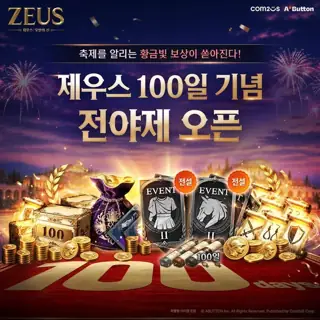 ZEUS
COM2US A*Button
축제를 알리는 황금빛 보상이 쏟아진다!
제우스 100일 기념
전야제 오픈
전설
전설
EVENT
EVENT
100
II
II
100일
100
days